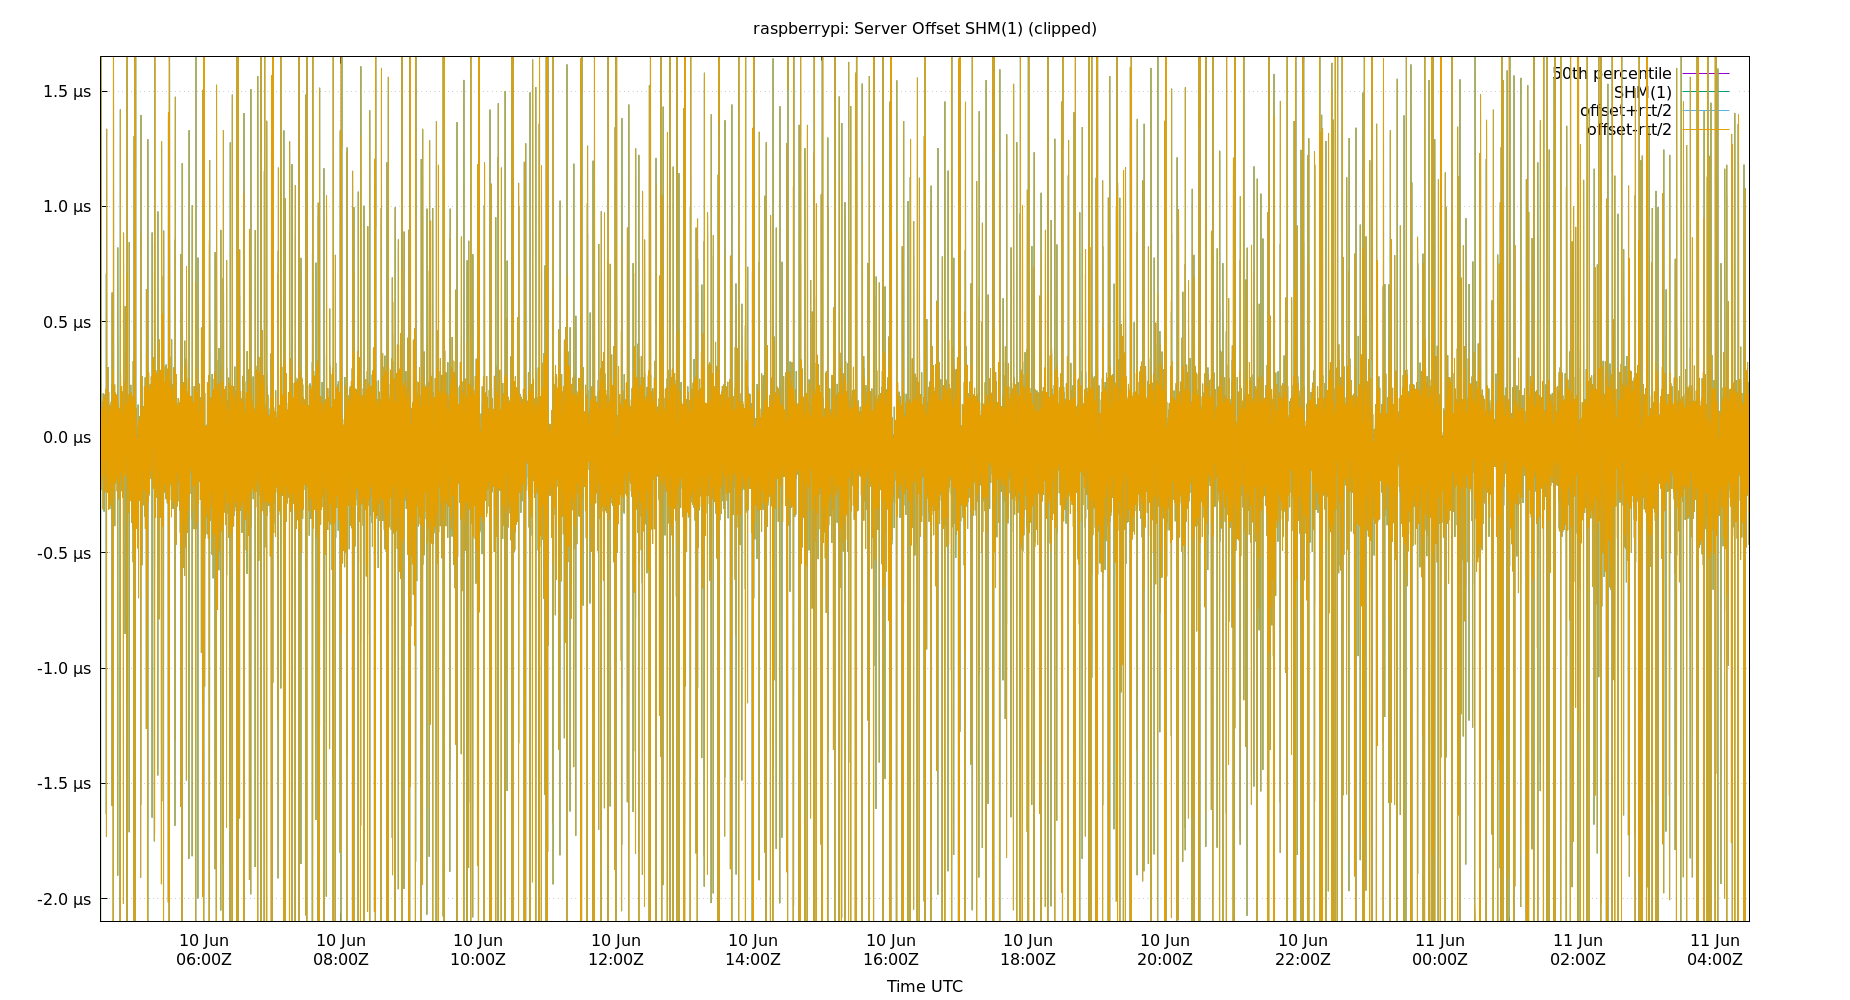 raspberrypi: Server Offset SHM(1) (clipped)
50th percentile
SHM(1)
offset+rtt/2
offset-rtt/2
1.5 µs
1.0 µs
0.5 µs
0.0 µs
-0.5 µs
-1.0 µs
-1.5 µs
-2.0 µs
10 Jun 10 Jun 10 Jun 10 Jun 10 Jun 10 Jun 10 Jun 10 Jun 10 Jun 11 Jun 11 Jun 11 Jun
06:00Z 08:00Z 10:00Z 12:00Z 14:00Z 16:00Z 18:00Z 20:00Z 22:00Z 00:00Z 02:00Z 04:00Z
Time UTC